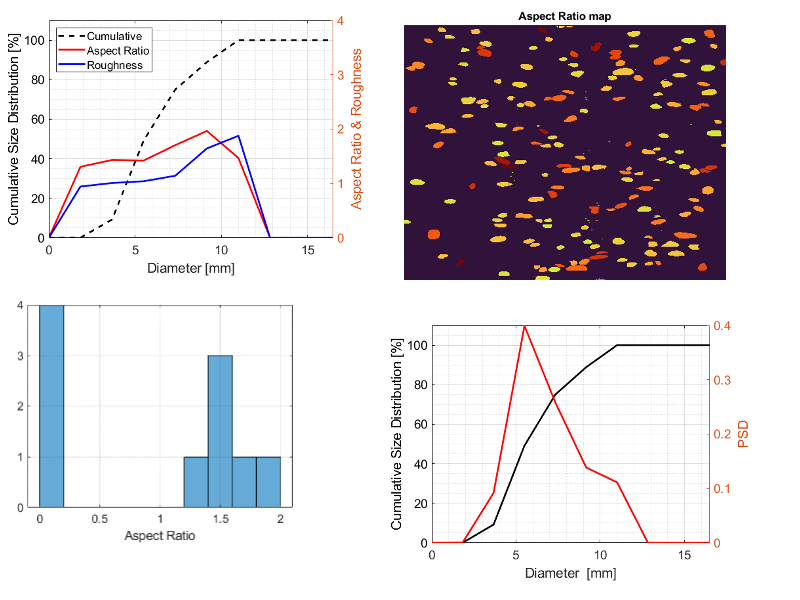 Cumulative Size Distribution [%]
100
80
60
40
20
0
Cumulative
Aspect Ratio
Roughness
4
3
2
1
0
Aspect Ratio & Roughness
0 5 10 15
Diameter [mm]
Aspect Ratio map
4
3
2
1
0
0 0.5 1 1.5 2
Aspect Ratio
Cumulative Size Distribution [%]
100
80
60
40
20
0
0.4
0.3
0.2
0.1
0
PSD
0 5 10 15
Diameter [mm]